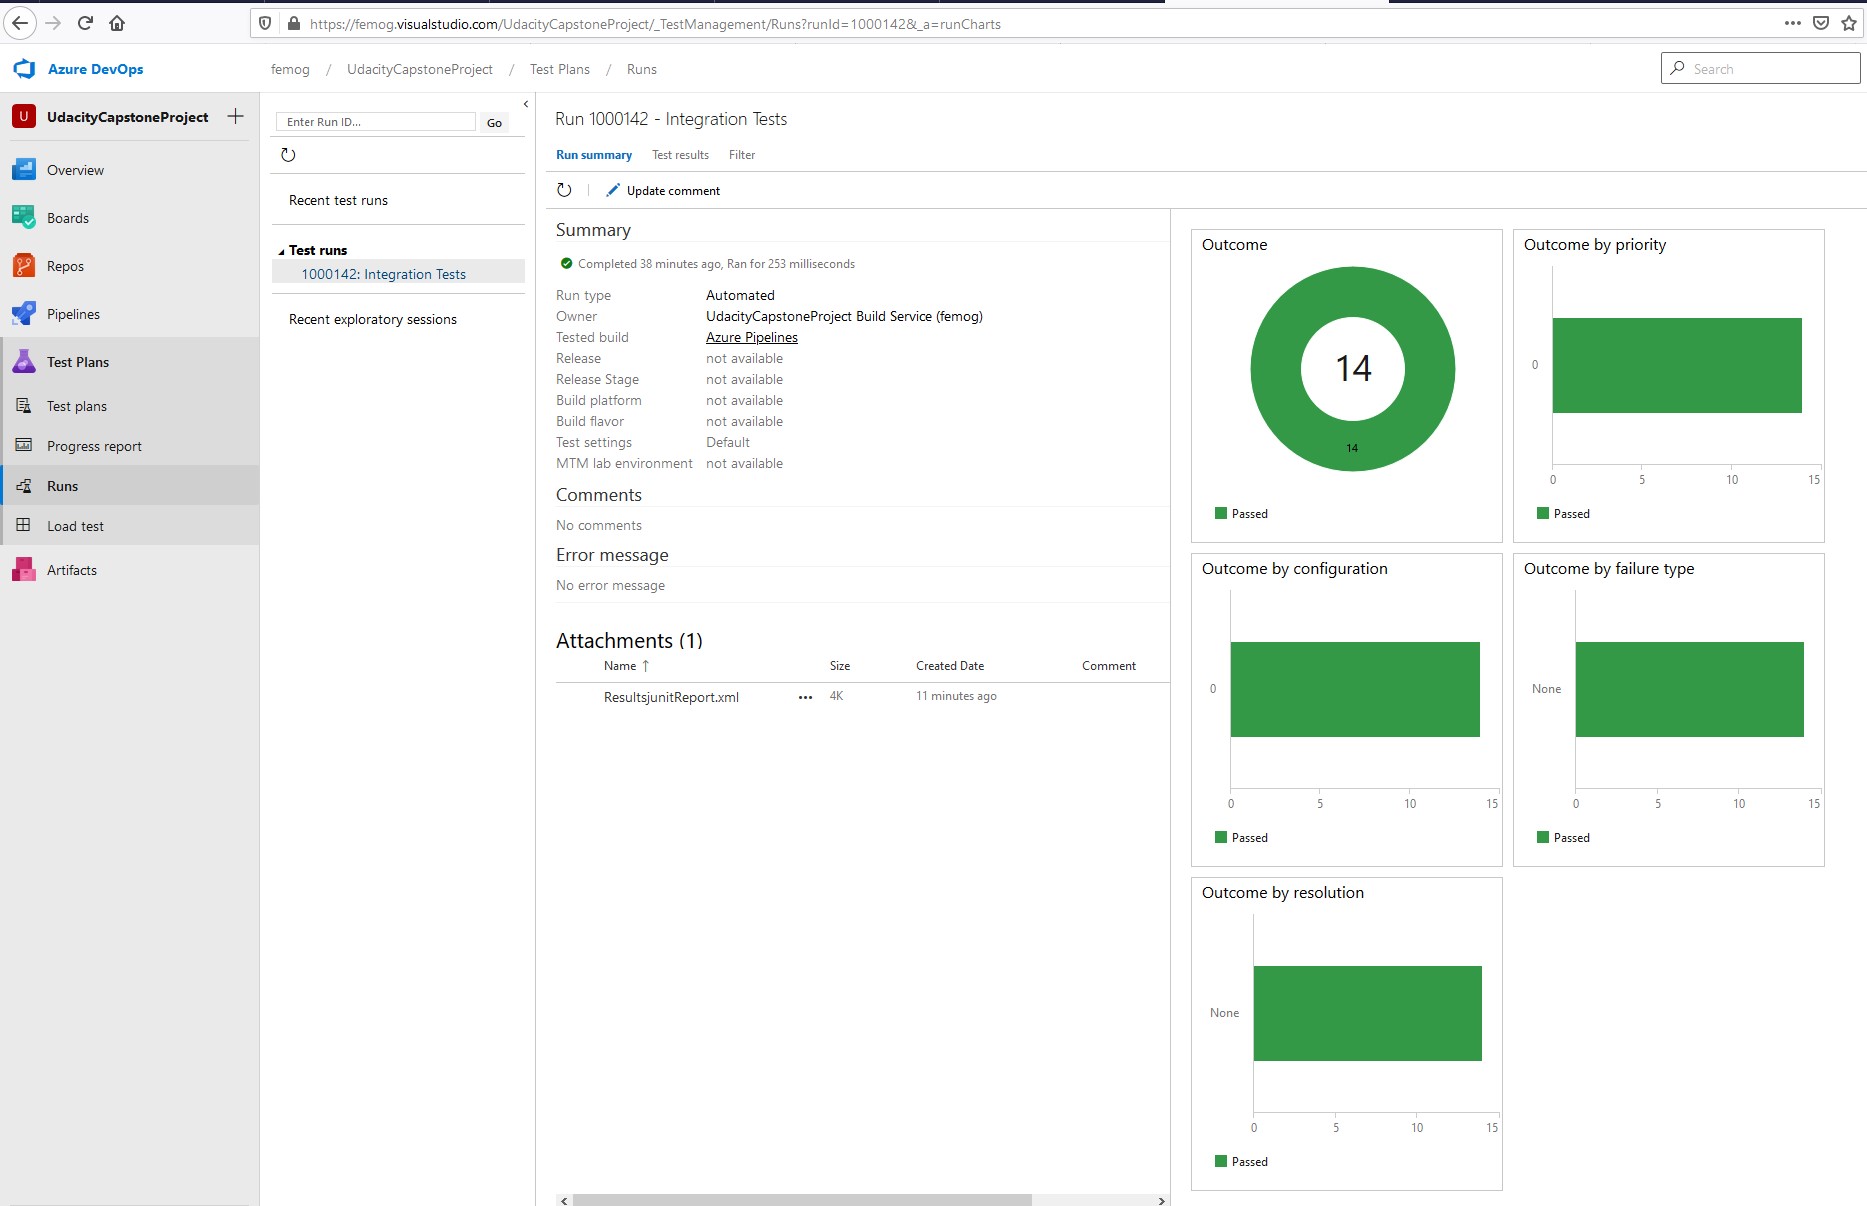 https://femog.visualstudio.com/UdacityCapstoneProject/_TestManagement/Runs?runId=1000142&_a=runCharts
Azure DevOps
femog / UdacityCapstoneProject / Test Plans / Runs
Search
U UdacityCapstoneProject
Overview
Boards
Repos
Pipelines
Test Plans
Test plans
Progress report
Runs
Load test
Artifacts
Enter Run ID...
Go
Recent test runs
Test runs
1000142: Integration Tests
Recent exploratory sessions
Run 1000142 - Integration Tests
Run summary Test results Filter
Update comment
Summary
Completed 38 minutes ago, Ran for 253 milliseconds
Run type Automated
Owner UdacityCapstoneProject Build Service (femog)
Tested build Azure Pipelines
Release not available
Release Stage not available
Build platform not available
Build flavor not available
Test settings Default
MTM lab environment not available
Comments
No comments
Error message
No error message
Attachments (1)
Name Size Created Date Comment
ResultsjunitReport.xml 4K 11 minutes ago
Outcome
14
14
Passed
Outcome by priority
0
0 5 10 15
Passed
Outcome by configuration
0
0 5 10 15
Passed
Outcome by failure type
None
0 5 10 15
Passed
Outcome by resolution
None
0 5 10 15
Passed